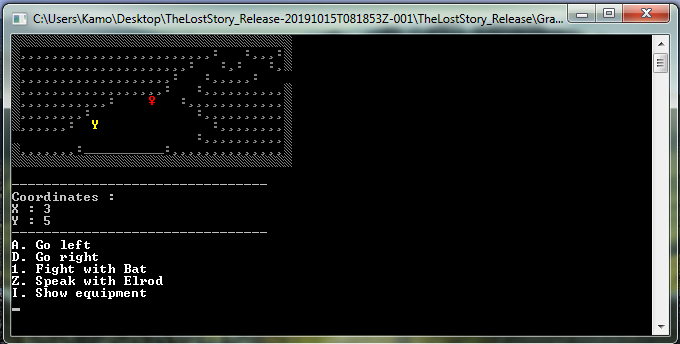 C:\Users\Kamo\Desktop\TheLostStory_Release-20191015T081853Z-001\TheLostStory_Release\Gra...
♀
Y
Coordinates :
X : 3
Y : 5
A. Go left
D. Go right
1. Fight with Bat
Z. Speak with Elrod
I. Show equipment